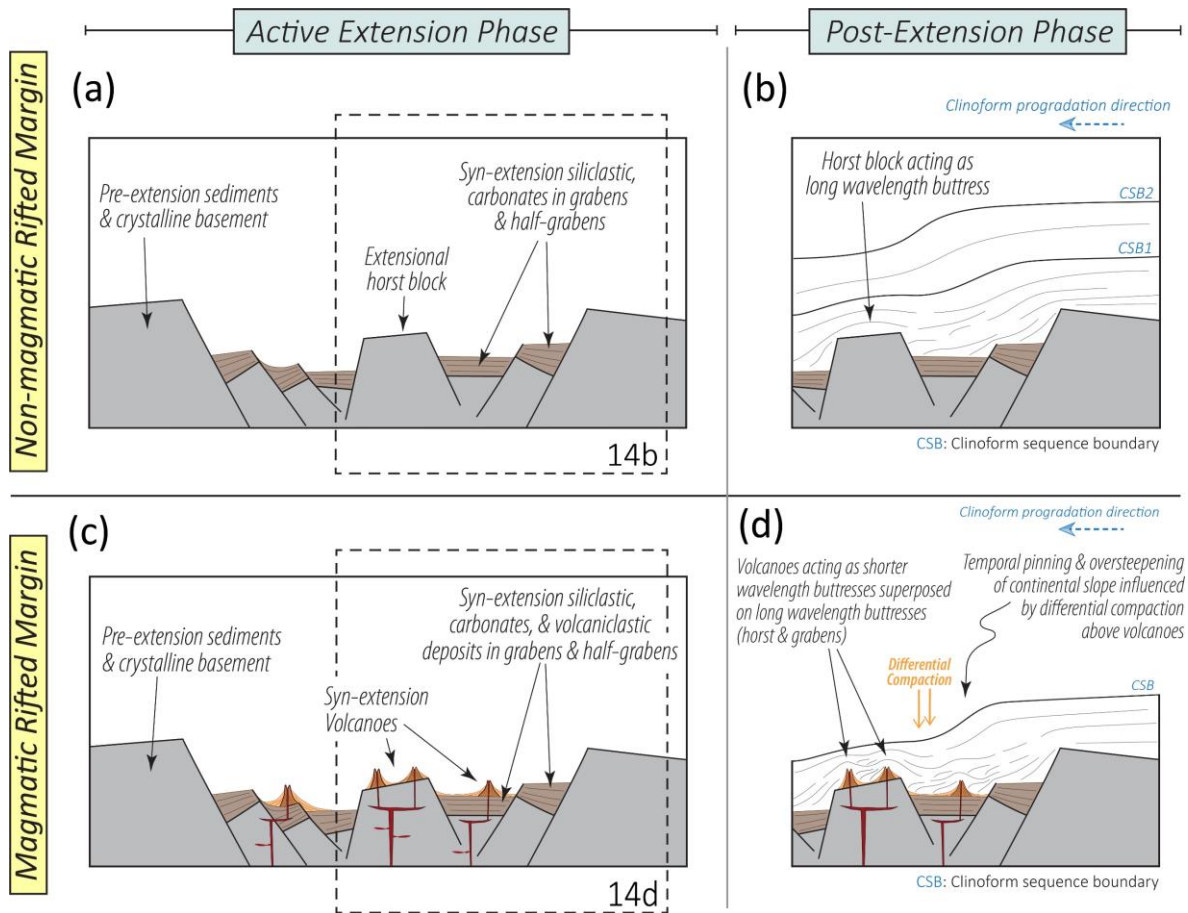 Active Extension Phase
Post-Extension Phase
Non-magmatic Rifted Margin
(a)
Pre-extension sediments
& crystalline basement
Extensional
horst block
Syn-extension siliclastic,
carbonates in grabens
& half-grabens
14b
(b)
Clinoform progradation direction
Horst block acting as
long wavelength buttress
CSB2
CSB1
CSB: Clinoform sequence boundary
Magmatic Rifted Margin
(c)
Pre-extension sediments
& crystalline basement
Syn-extension
Volcanoes
Syn-extension siliclastic,
carbonates, & volcaniclastic
deposits in grabens & half-grabens
14d
(d)
Clinoform progradation direction
Volcanoes acting as shorter
wavelength buttresses superposed
on long wavelength buttresses
(horst & grabens)
Temporal pinning & oversteepening
of continental slope influenced
by differential compaction
above volcanoes
Differential
Compaction
CSB
CSB: Clinoform sequence boundary